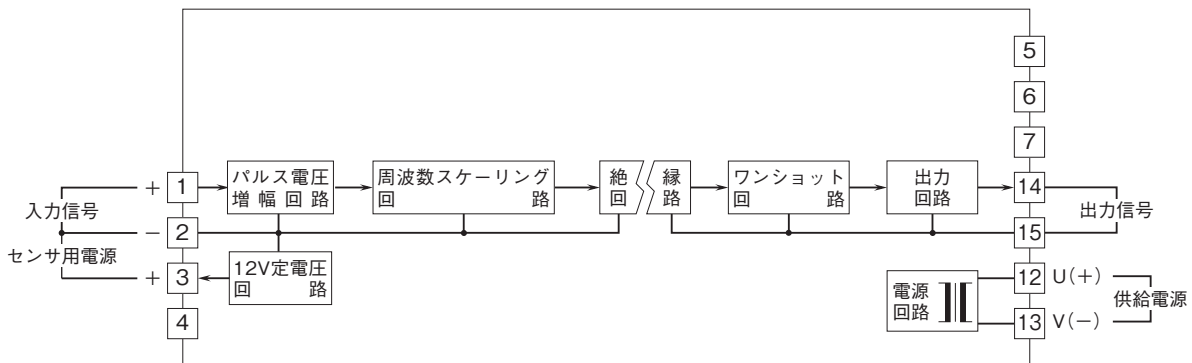 5
6
7
+ 1 パルス電圧 増幅回路 周波数スケーリング 回路 絶回 縁路 ワンショット 回路 出力 回路 14
入力信号
出力信号
− 2 15
センサ用電源
+ 3 12V定電圧 回路
電源 回路
12 U(+)
供給電源
4
13 V(−)